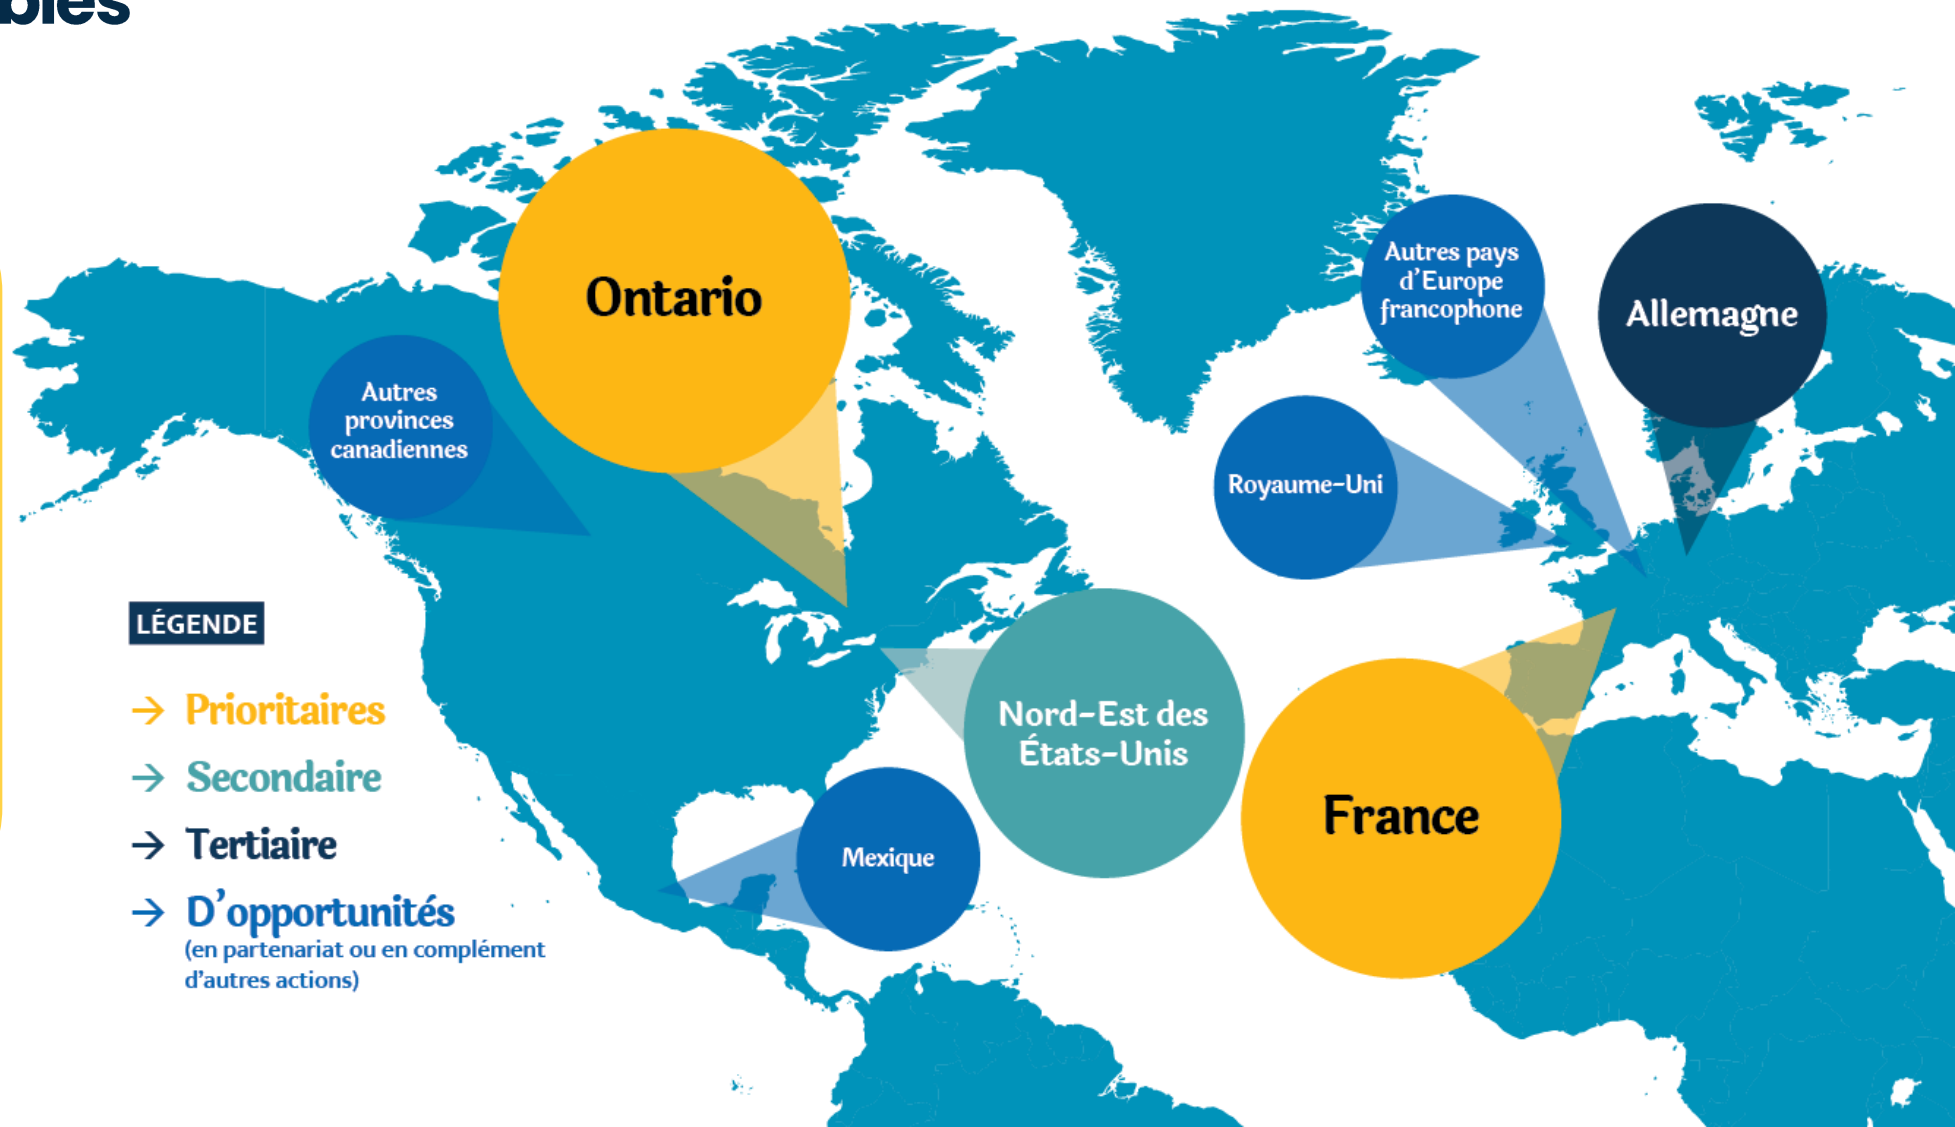 Ontario
Autres pays
d'Europe
francophone
Allemagne
Autres
provinces
canadiennes
Royaume-Uni
LÉGENDE
→ Prioritaires
→ Secondaire
→ Tertiaire
→ D'opportunités
(en partenariat ou en complément
d'autres actions)
Nord-Est des
États-Unis
France
Mexique